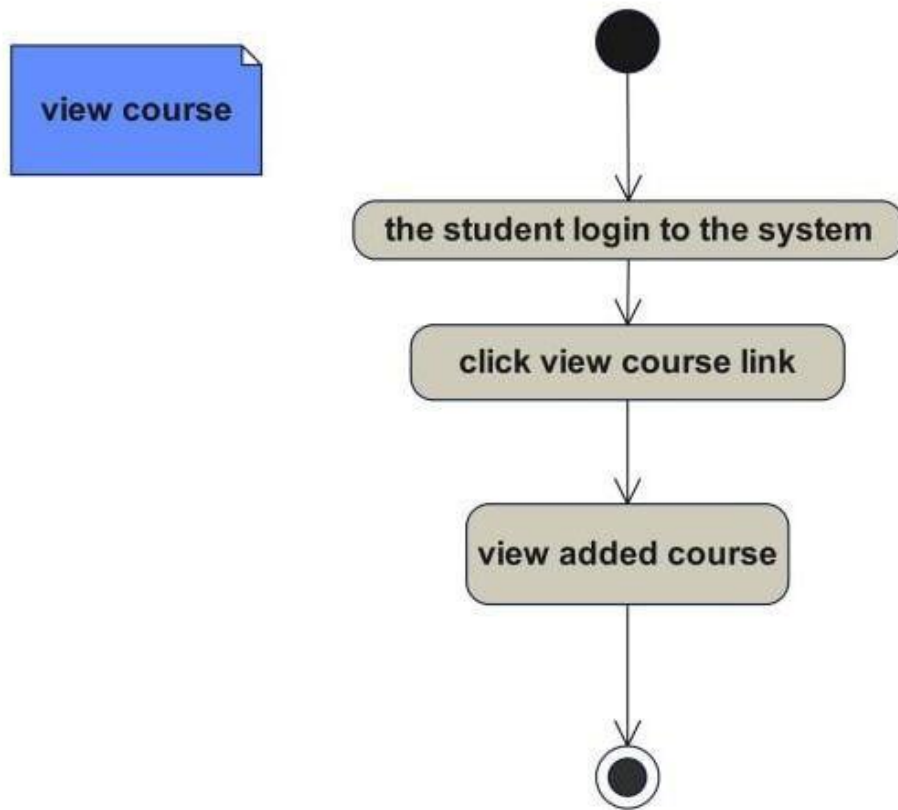 view course
the student login to the system
click view course link
view added course